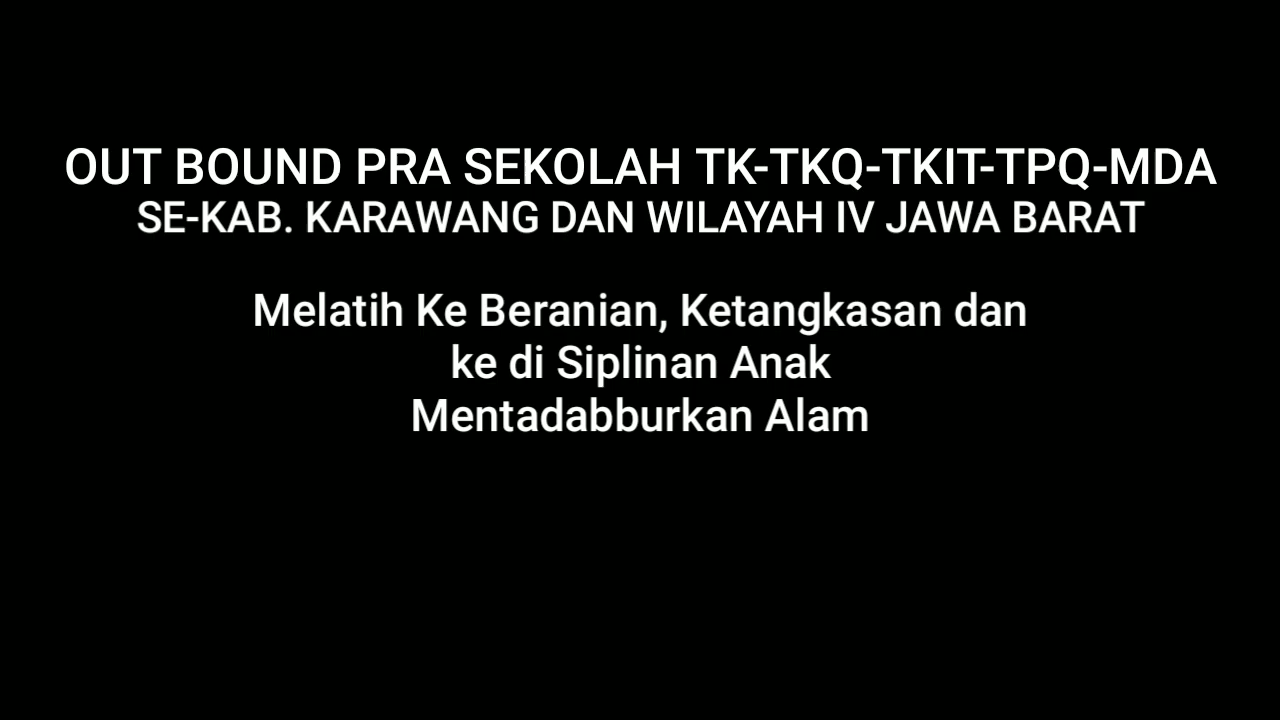 OUT BOUND PRA SEKOLAH TK-TKQ-TKIT-TPQ-MDA
SE-KAB. KARAWANG DAN WILAYAH IV JAWA BARAT
Melatih Ke Beranian, Ketangkasan dan
ke di Siplinan Anak
Mentadabburkan Alam